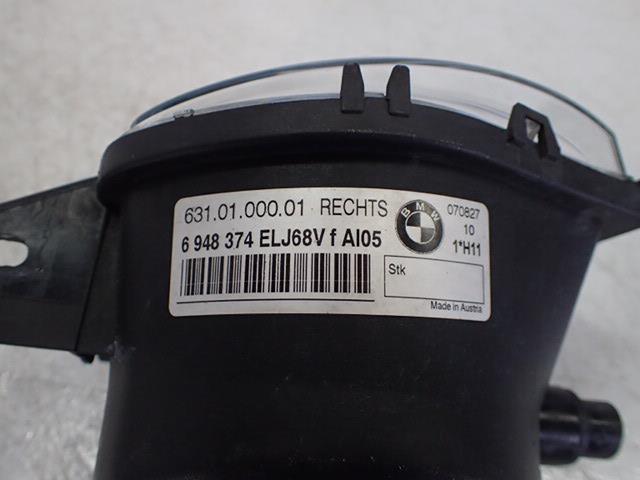 631.01.000.01 RECHTS
6 948 374 ELJ68V f AI05
BMW
070827
10
1*H11
Stk
Made in Austria